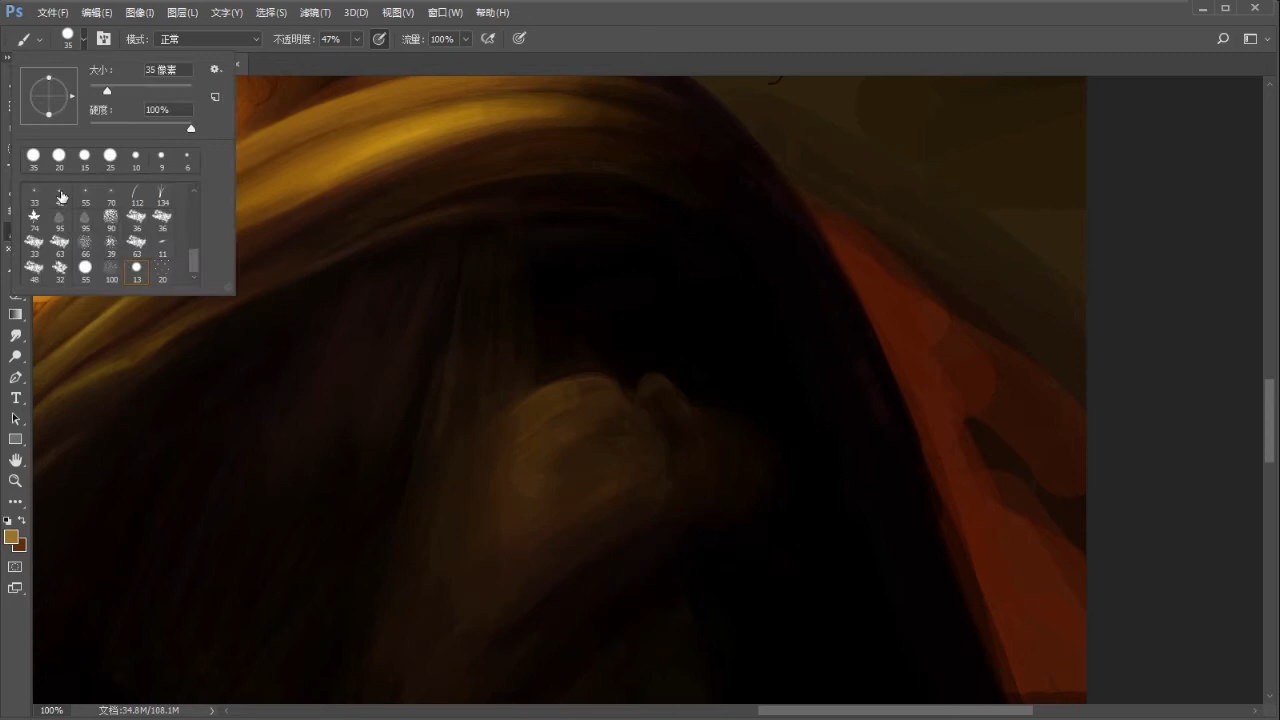 Ps 文件(F) 编辑(E) 图像(I) 图层(L) 文字(Y) 选择(S) 滤镜(T) 3D(D) 视图(V) 窗口(W) 帮助(H)
35 模式: 正常 不透明度: 47% 流量: 100%
大小: 35 像素
硬度: 100%
35 20 15 25 10 9 6
33 55 70 112 134
74 95 95 90 36 36
33 63 66 39 63 11
48 32 55 100 13 20
T
100% 文档:34.8M/108.1M